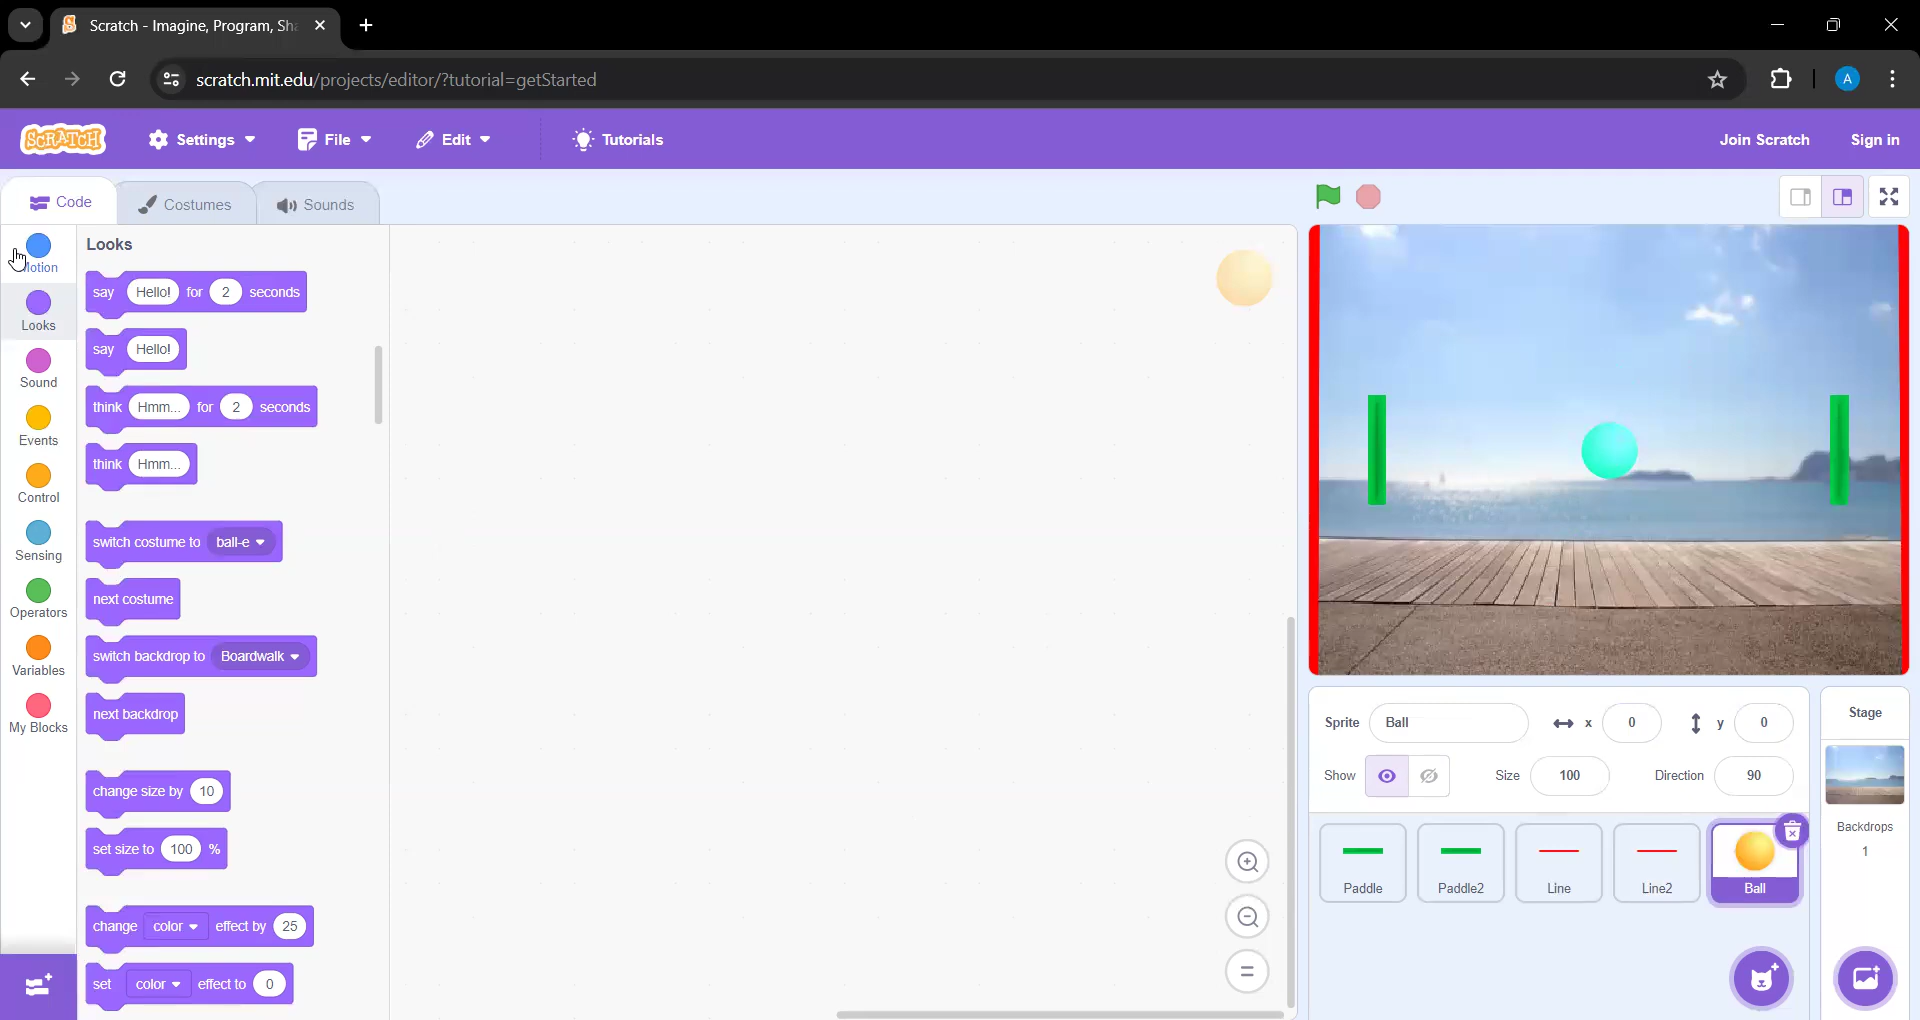 Scratch - Imagine, Program, Sha
scratch.mit.edu/projects/editor/?tutorial=getStarted
A
SCRATCH
Settings
File
Edit
Tutorials
Join Scratch
Sign in
Code
Costumes
Sounds
Motion
Looks
Sound
Events
Control
Sensing
Operators
Variables
My Blocks
Looks
say Hello! for 2 seconds
say Hello!
think Hmm... for 2 seconds
think Hmm...
switch costume to ball-e
next costume
switch backdrop to Boardwalk
next backdrop
change size by 10
set size to 100 %
change color effect by 25
set color effect to 0
Sprite Ball x 0 y 0
Show Size 100 Direction 90
Paddle
Paddle2
Line
Line2
Ball
Stage
Backdrops
1